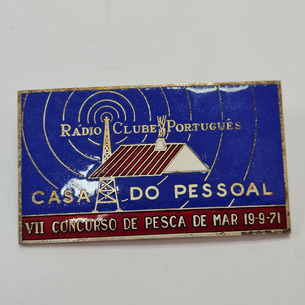 RÁDIO CLUBE PORTUGUÊS
CASA DO PESSOAL
VII CONCURSO DE PESCA DE MAR 19-9-71